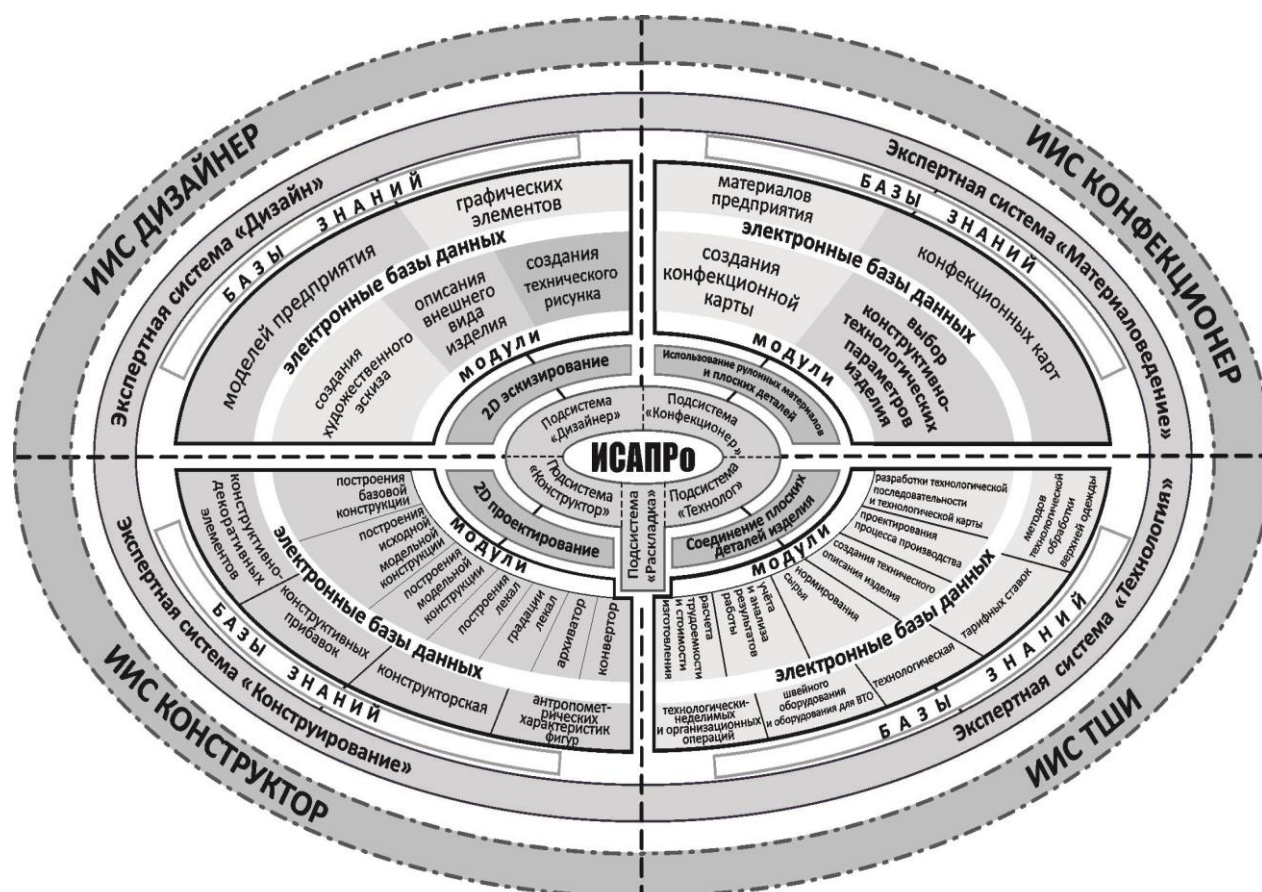 ИИС ДИЗАЙНЕР
Экспертная система «Дизайн»
БАЗЫ ЗНАНИЙ
моделей предприятия
графических
элементов
электронные базы данных
создания
художественного
эскиза
описания
внешнего
вида
изделия
создания
технического
рисунка
модули
2D эскизирование
Подсистема
«Дизайнер»
ИИС КОНФЕКЦИОНЕР
Экспертная система «Материаловедение»
БАЗЫ ЗНАНИЙ
материалов
предприятия
конфекционных карт
электронные базы данных
создания
конфекционной
карты
выбор
конструктивно-
технологических
параметров
изделия
модули
Использование рулонных материалов
и плоских деталей
Подсистема
«Конфекционер»
ИСАПРо
Подсистема
«Конструктор»
2D проектирование
модули
построения
базовой
конструкции
построения
исходной
модельной
конструкции
построения
модельной
конструкции
построения
лекал
градации
лекал
архиватор
конвертор
электронные базы данных
конструктивно-
декоративных
элементов
конструктивных
прибавок
конструкторская
антропомет-
рических
характеристик
фигур
БАЗЫ ЗНАНИЙ
Экспертная система «Конструирование»
ИИС КОНСТРУКТОР
Подсистема
«Раскладка»
Подсистема
«Технолог»
Соединение плоских
деталей изделия
модули
разработки технологической
последовательности
и технологической карты
проектирования
процесса производства
создания технического
описания изделия
нормирования
сырья
учёта
и анализа
результатов
работы
расчета
трудоемкости
и стоимости
изготовления
электронные базы данных
методов
технологической
обработки
верхней одежды
тарифных ставок
технологическая
швейного
оборудования
и оборудования для ВТО
технологически-
неделимых
и организационных
операций
БАЗЫ ЗНАНИЙ
Экспертная система «Технология»
ИИС ТШИ